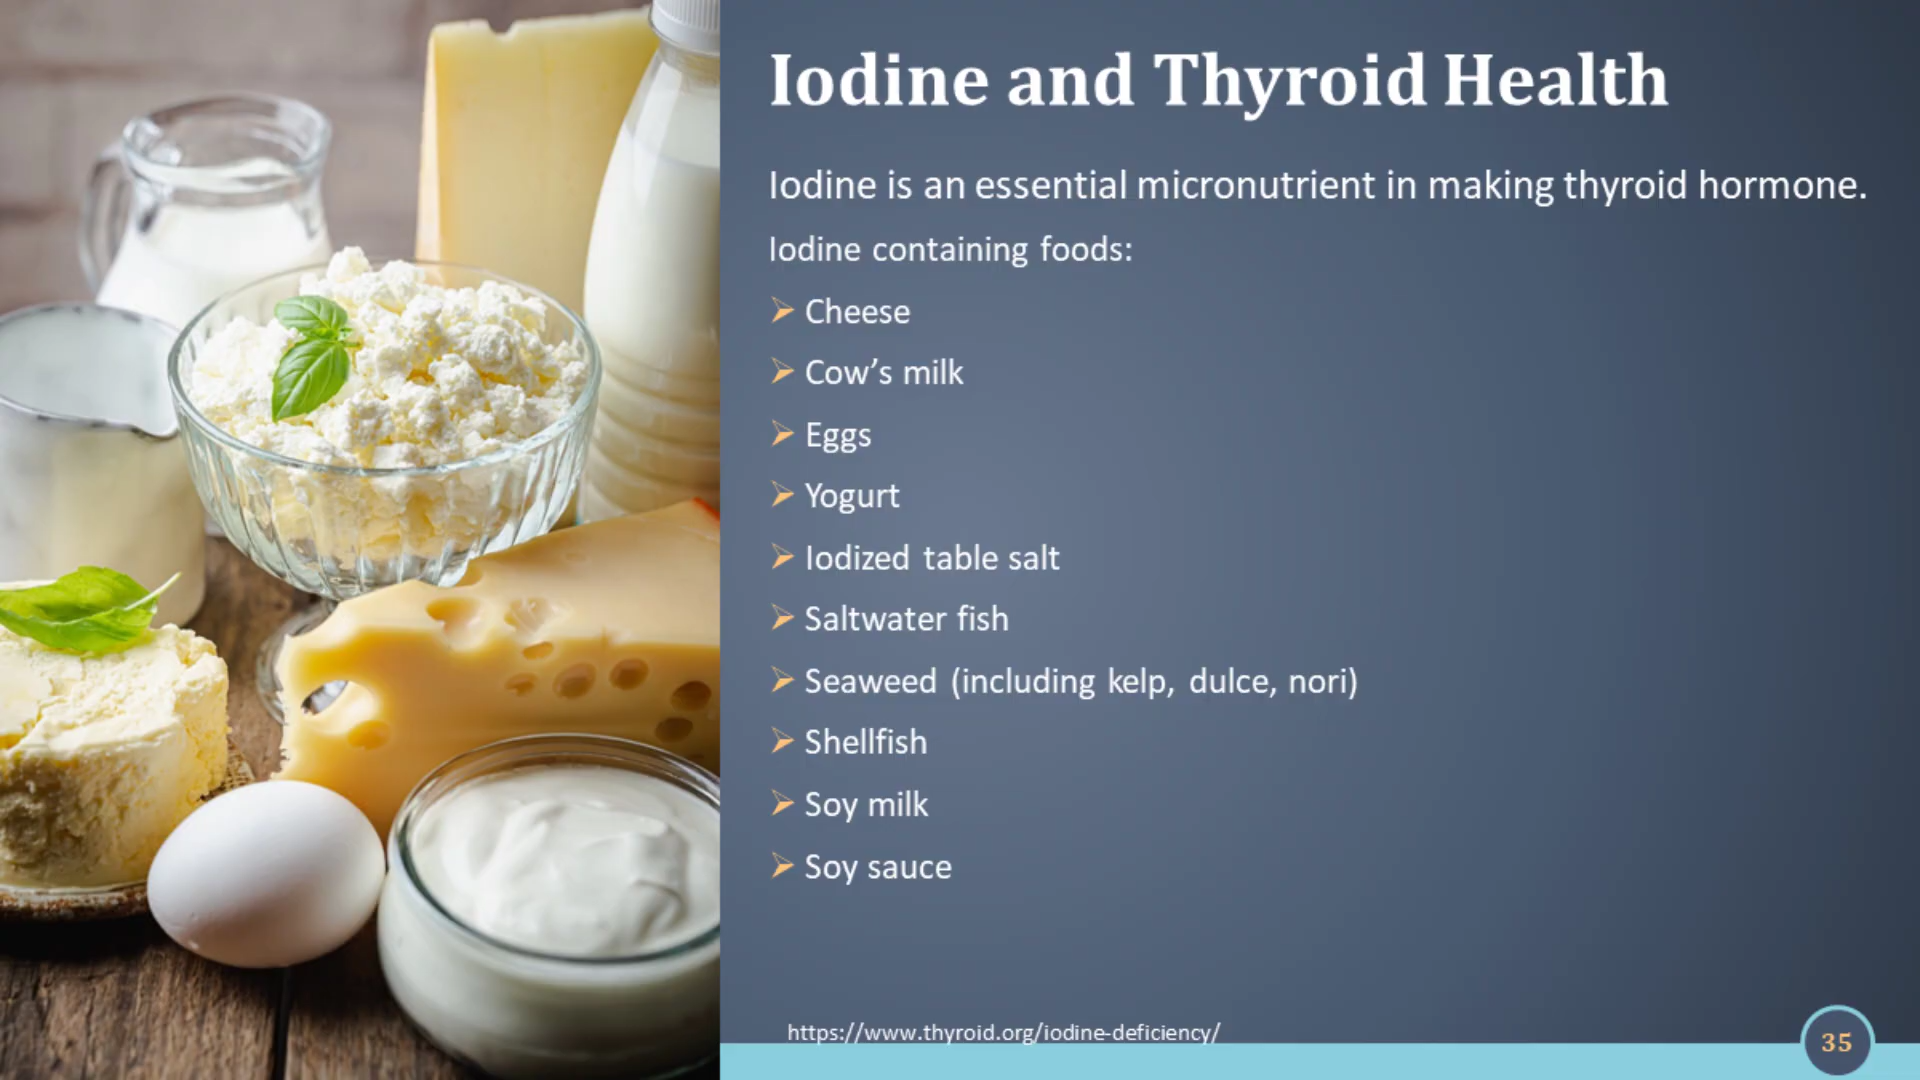 Iodine and Thyroid Health
Iodine is an essential micronutrient in making thyroid hormone.
Iodine containing foods:
➢ Cheese
➢ Cow’s milk
➢ Eggs
➢ Yogurt
➢ Iodized table salt
➢ Saltwater fish
➢ Seaweed (including kelp, dulce, nori)
➢ Shellfish
➢ Soy milk
➢ Soy sauce
https://www.thyroid.org/iodine-deficiency/
35